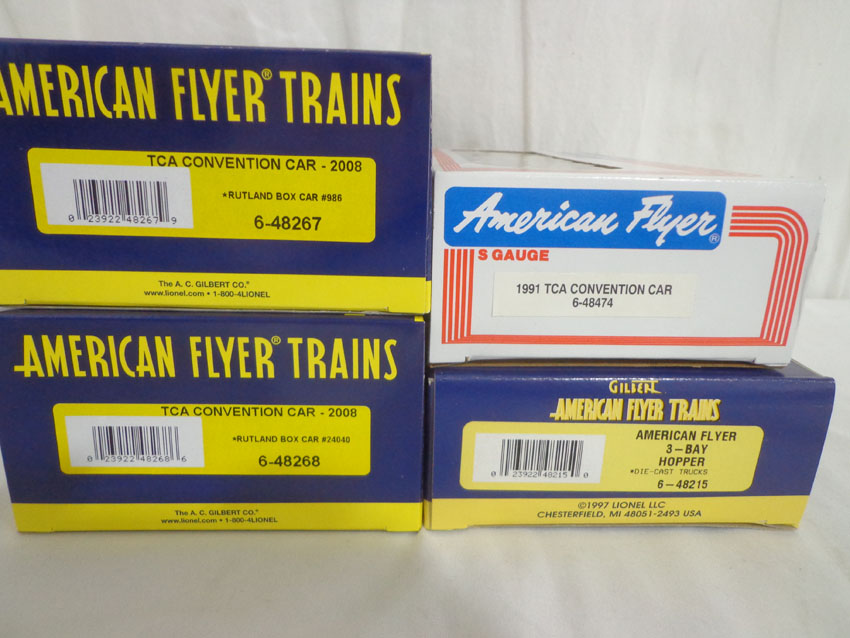 AMERICAN FLYER® TRAINS
TCA CONVENTION CAR - 2008
*RUTLAND BOX CAR #986
0 23922 48267 9
6-48267
The A. C. GILBERT CO.®
www.lionel.com • 1-800-4LIONEL
AMERICAN FLYER® TRAINS
TCA CONVENTION CAR - 2008
*RUTLAND BOX CAR #24040
0 23922 48268 6
6-48268
The A. C. GILBERT CO.®
www.lionel.com • 1-800-4LIONEL
American Flyer®
S GAUGE
1991 TCA CONVENTION CAR
6-48474
GILBERT
AMERICAN FLYER TRAINS
AMERICAN FLYER
3-BAY
HOPPER
*DIE-CAST TRUCKS
0 23922 48215 0
6-48215
©1997 LIONEL LLC
CHESTERFIELD, MI 48051-2493 USA